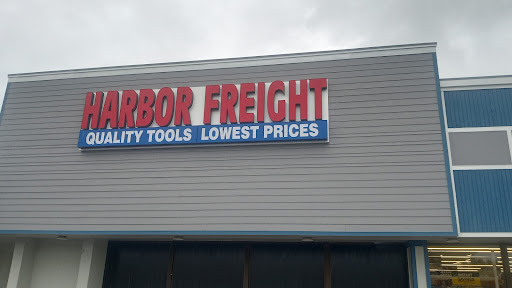 HARBOR FREIGHT
QUALITY TOOLS LOWEST PRICES